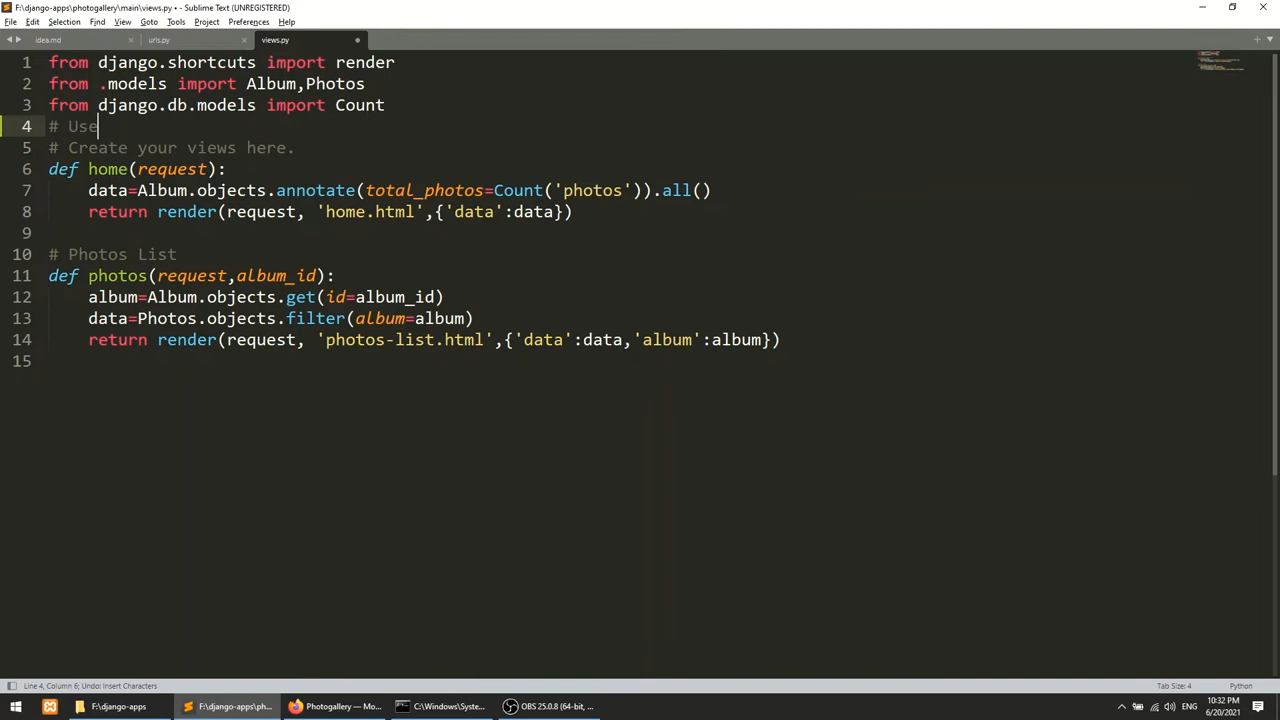 F:\django-apps\photogallery\main\views.py • - Sublime Text (UNREGISTERED)
File Edit Selection Find View Goto Tools Project Preferences Help
idea.md urls.py views.py
1 from django.shortcuts import render
2 from .models import Album,Photos
3 from django.db.models import Count
4 # Use
5 # Create your views here.
6 def home(request):
7 data=Album.objects.annotate(total_photos=Count('photos')).all()
8 return render(request, 'home.html',{'data':data})
9
10 # Photos List
11 def photos(request,album_id):
12 album=Album.objects.get(id=album_id)
13 data=Photos.objects.filter(album=album)
14 return render(request, 'photos-list.html',{'data':data,'album':album})
15
Line 4, Column 6; Undo: Insert Characters Tab Size: 4 Python
F:\django-apps F:\django-apps\ph... Photogallery — Mo... C:\Windows\Syste... OBS 25.0.8 (64-bit, ... ENG 10:32 PM
6/20/2021